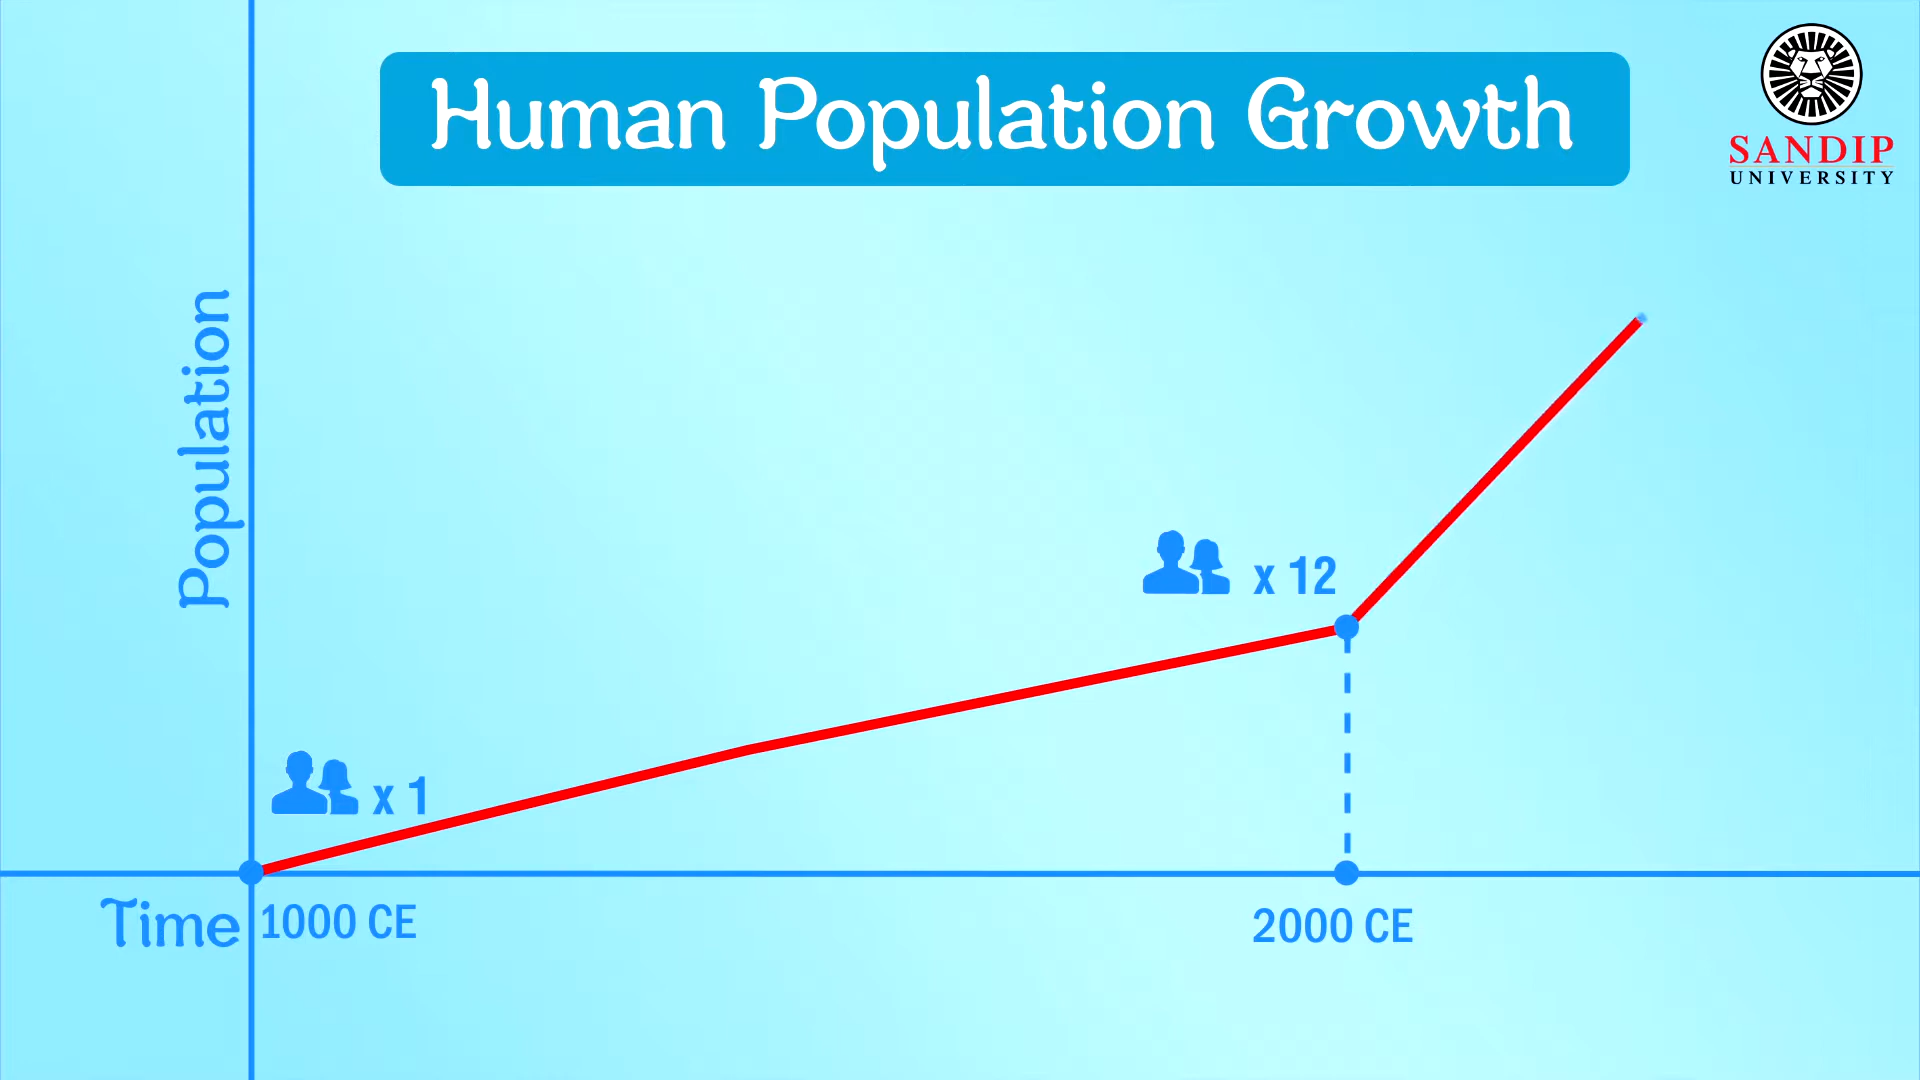 Human Population Growth
SANDIP
UNIVERSITY
Population
x 12
x 1
Time
1000 CE
2000 CE